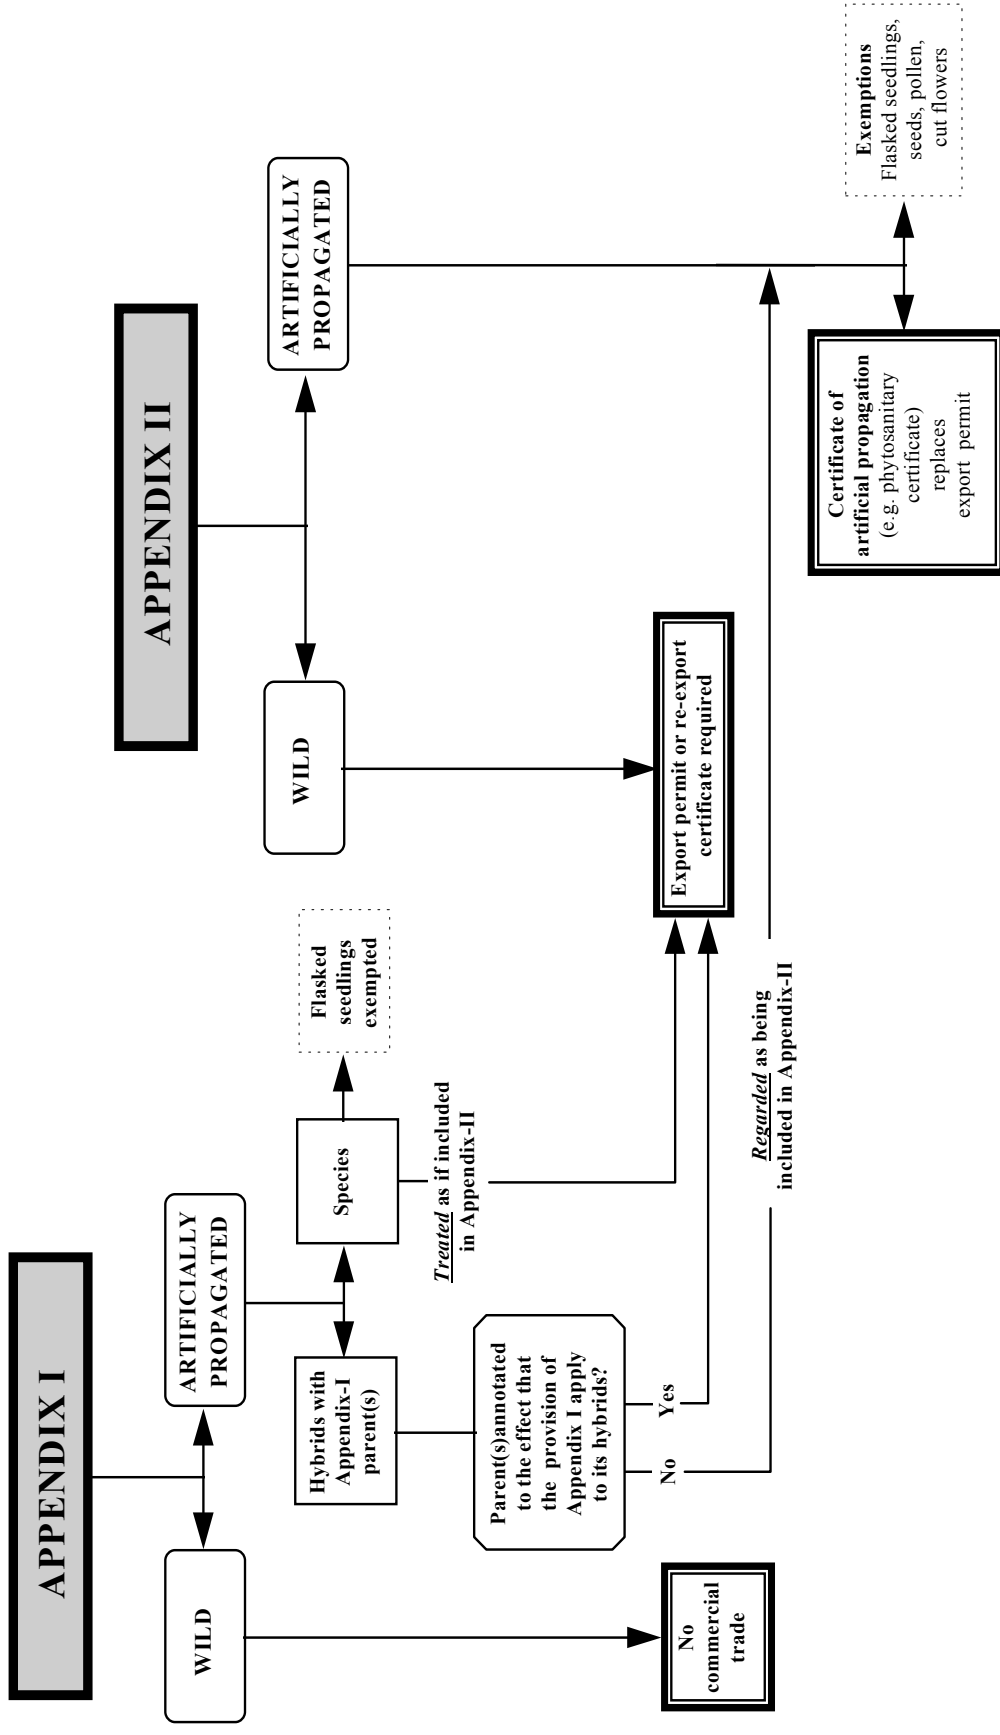 APPENDIX I
WILD
ARTIFICIALLY
PROPAGATED
Hybrids with
Appendix-I
parent(s)
Species
Flasked
seedlings
exempted
Parent(s)annotated
to the effect that
the provision of
Appendix I apply
to its hybrids?
Treated as if included
in Appendix-II
No
Yes
No
commercial
trade
Regarded as being
included in Appendix-II
APPENDIX II
WILD
ARTIFICIALLY
PROPAGATED
Export permit or re-export
certificate required
Certificate of
artificial propagation
(e.g. phytosanitary
certificate)
replaces
export permit
Exemptions
Flasked seedlings,
seeds, pollen,
cut flowers